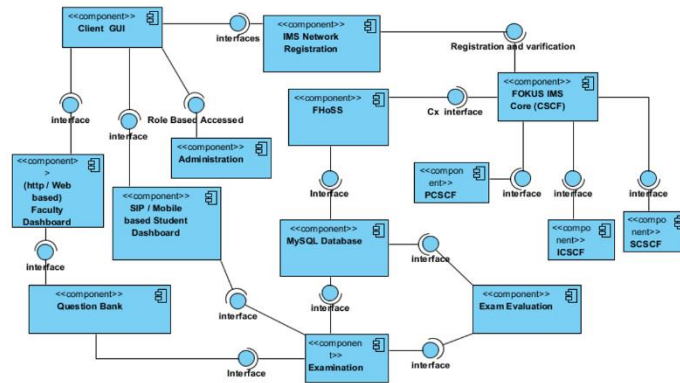 <<component>>
Client GUI
interfaces
<<component>>
IMS Network
Registration
Registration and varification
<<component>>
FOKUS IMS
Core (CSCF)
<<component>>
FHoSS
Cx interface
interface
interface
Role Based Accessed
<<component>>
Administration
<<component>
>
(http / Web
based)
Faculty
Dashboard
<<component>>
SIP / Mobile
based Student
Dashboard
Interface
<<compon
ent>>
PCSCF
interface
interface
interface
<<compo
nent>>
ICSCF
<<compo
nent>>
SCSCF
<<component>>
MySQL Database
interface
interface
<<component>>
Question Bank
interface
interface
<<component>>
Exam Evaluation
Interface
<<compon
ent>>
Examination
interface